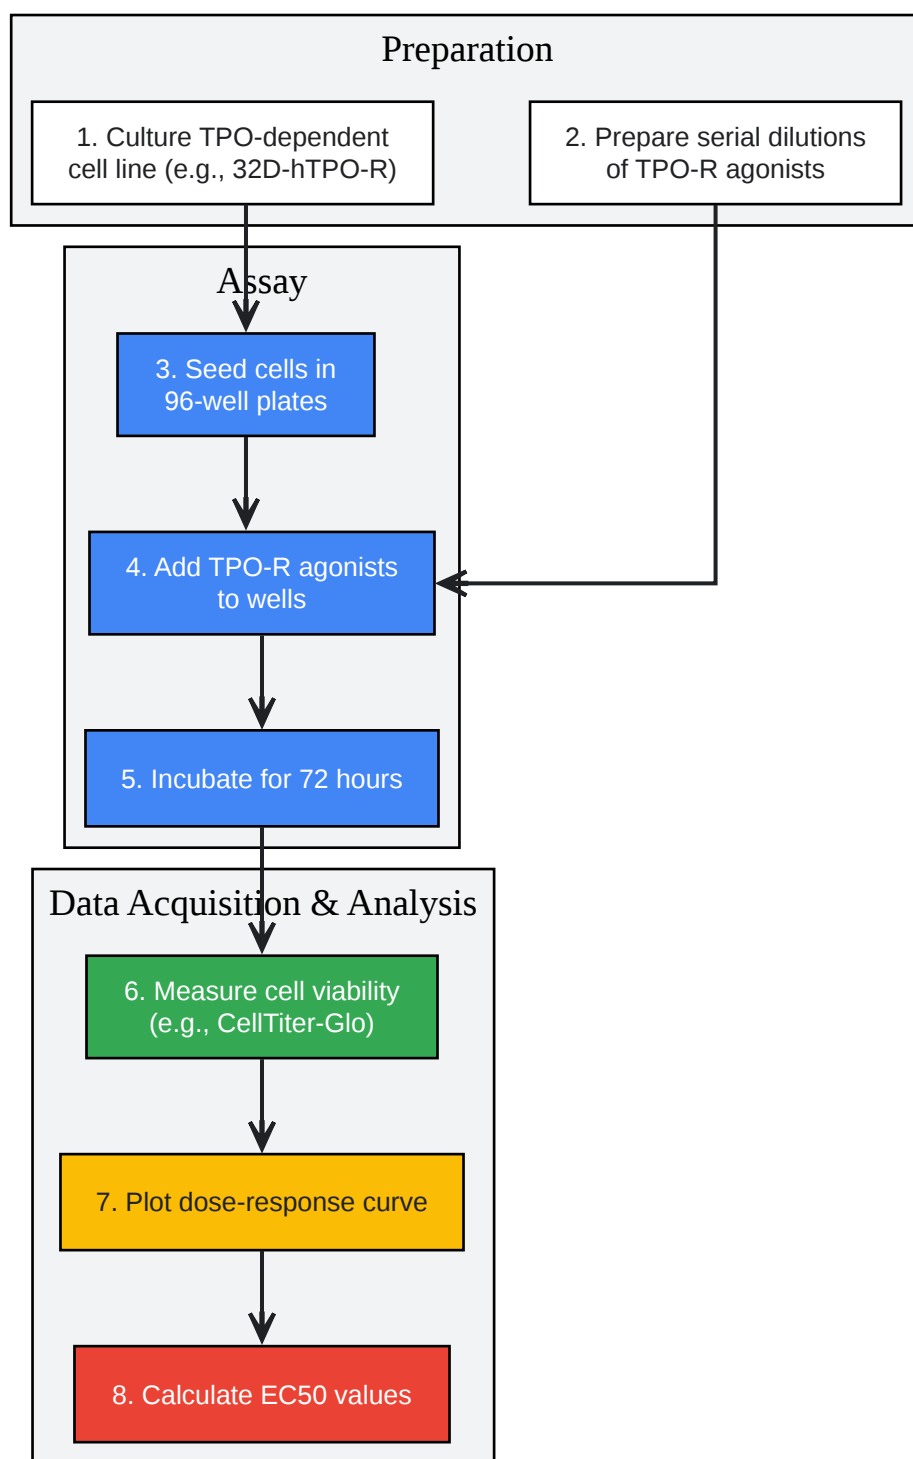 Preparation
1. Culture TPO-dependent
cell line (e.g., 32D-hTPO-R)
2. Prepare serial dilutions
of TPO-R agonists
Assay
3. Seed cells in
96-well plates
4. Add TPO-R agonists
to wells
5. Incubate for 72 hours
Data Acquisition & Analysis
6. Measure cell viability
(e.g., CellTiter-Glo)
7. Plot dose-response curve
8. Calculate EC50 values